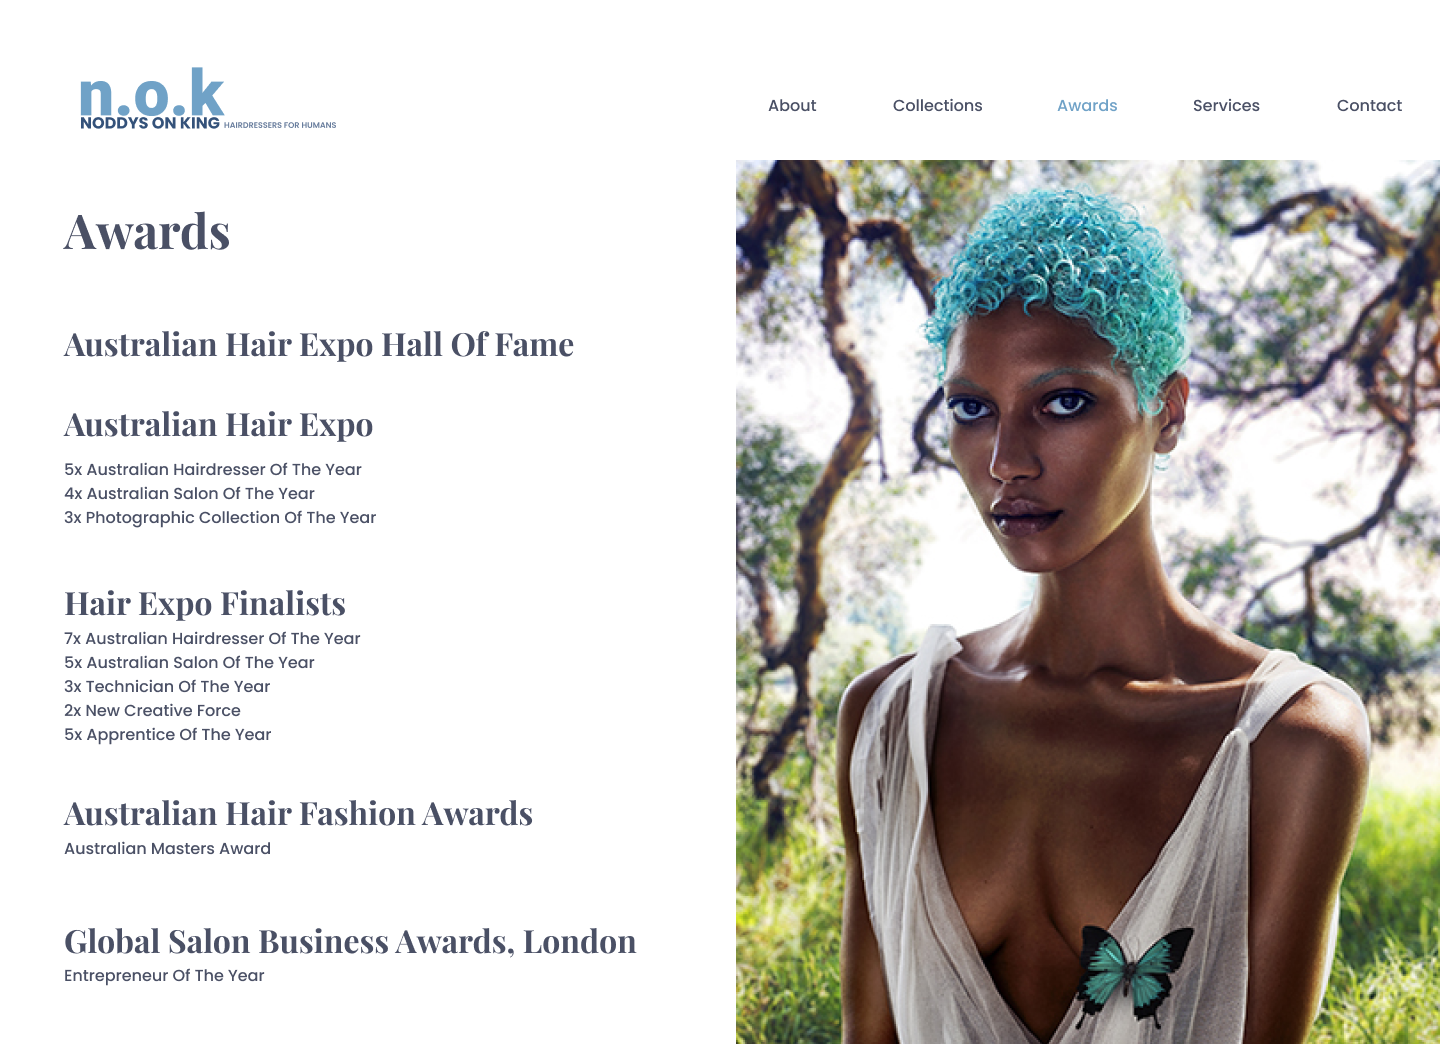 n.o.k
NODDYS ON KING HAIRDRESSERS FOR HUMANS
About
Collections
Awards
Services
Contact
Awards
Australian Hair Expo Hall Of Fame
Australian Hair Expo
5x Australian Hairdresser Of The Year
4x Australian Salon Of The Year
3x Photographic Collection Of The Year
Hair Expo Finalists
7x Australian Hairdresser Of The Year
5x Australian Salon Of The Year
3x Technician Of The Year
2x New Creative Force
5x Apprentice Of The Year
Australian Hair Fashion Awards
Australian Masters Award
Global Salon Business Awards, London
Entrepreneur Of The Year